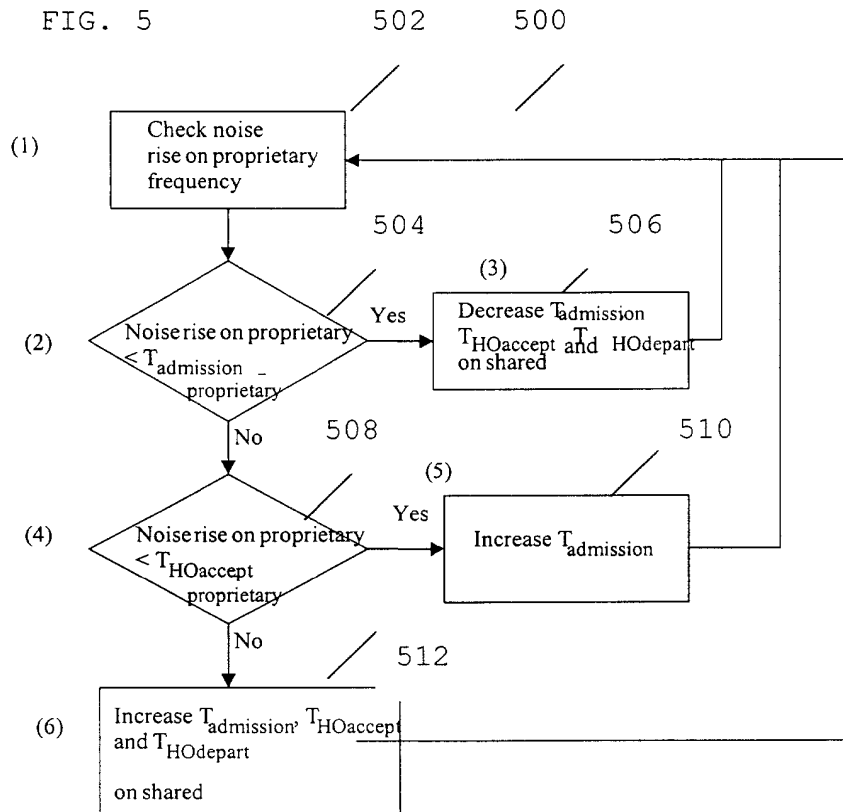 FIG. 5
502
500
(1)
Check noise
rise on proprietary
frequency
504
506
(3)
(2)
Noise rise on proprietary
< Tadmission _
proprietary
Yes
Decrease Tadmission,
THOaccept and THOdepart
on shared
No
508
510
(5)
(4)
Noise rise on proprietary
< THOaccept
proprietary
Yes
Increase Tadmission
No
512
(6)
Increase Tadmission, THOaccept
and THOdepart
on shared